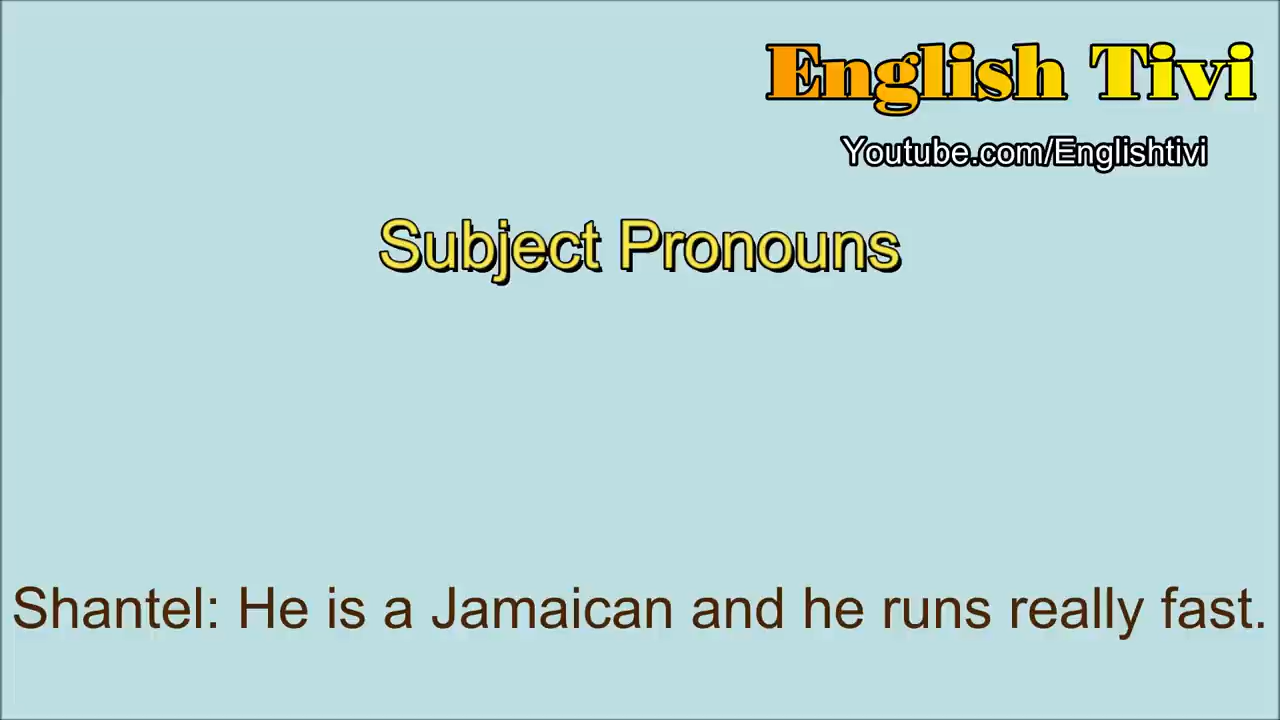 English Tivi
Youtube.com/Englishtivi
Subject Pronouns
Shantel: He is a Jamaican and he runs really fast.